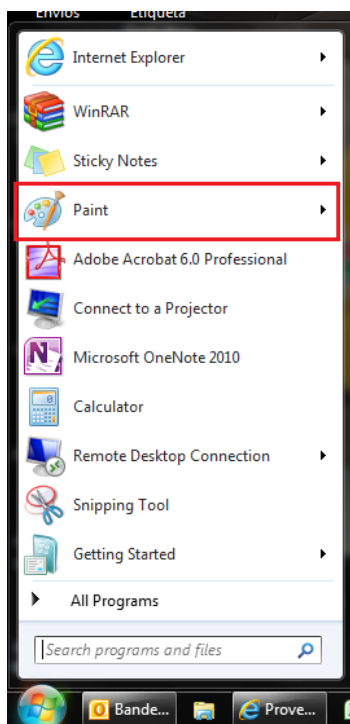 Envios Etiqueta
Internet Explorer
WinRAR
Sticky Notes
Paint
Adobe Acrobat 6.0 Professional
Connect to a Projector
Microsoft OneNote 2010
Calculator
Remote Desktop Connection
Snipping Tool
Getting Started
All Programs
Search programs and files
Bande... Prove...